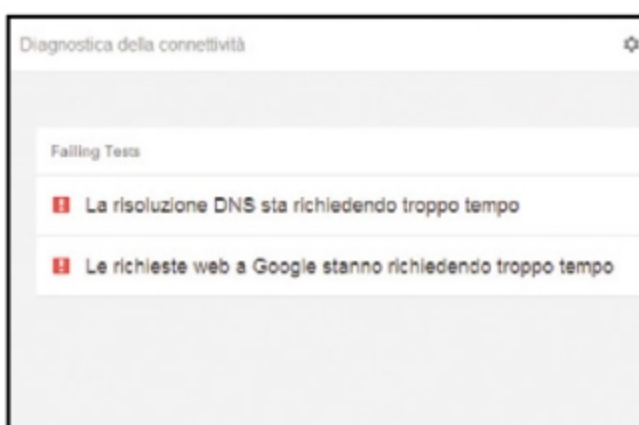 Diagnostica della connettività
Failing Tests
La risoluzione DNS sta richiedendo troppo tempo
Le richieste web a Google stanno richiedendo troppo tempo